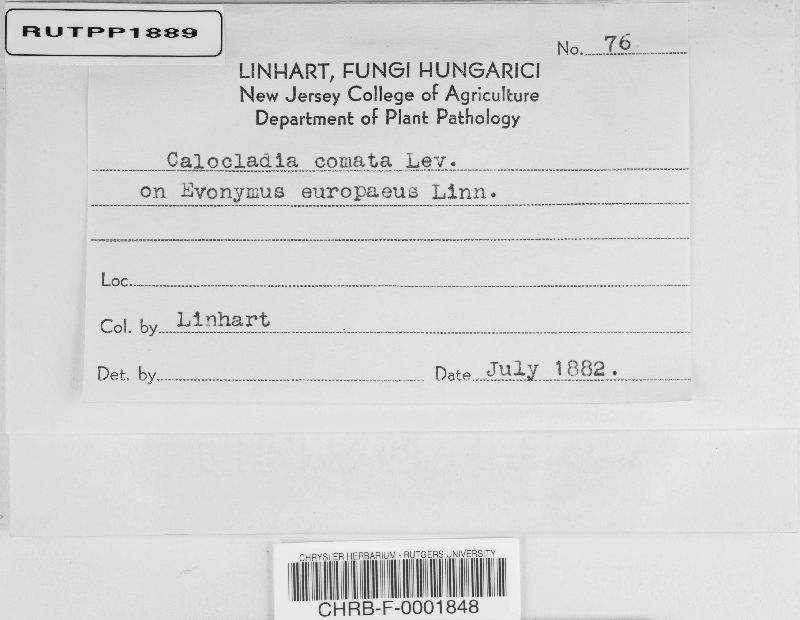 RUTPP1889
No. 76
LINHART, FUNGI HUNGARICI
New Jersey College of Agriculture
Department of Plant Pathology
Calocladia comata Lev.
on Evonymus europaeus Linn.
Loc.
Col. by Linhart
Det. by Date July 1882.
CHRYSLER HERBARIUM - RUTGERS UNIVERSITY
CHRB-F-0001848